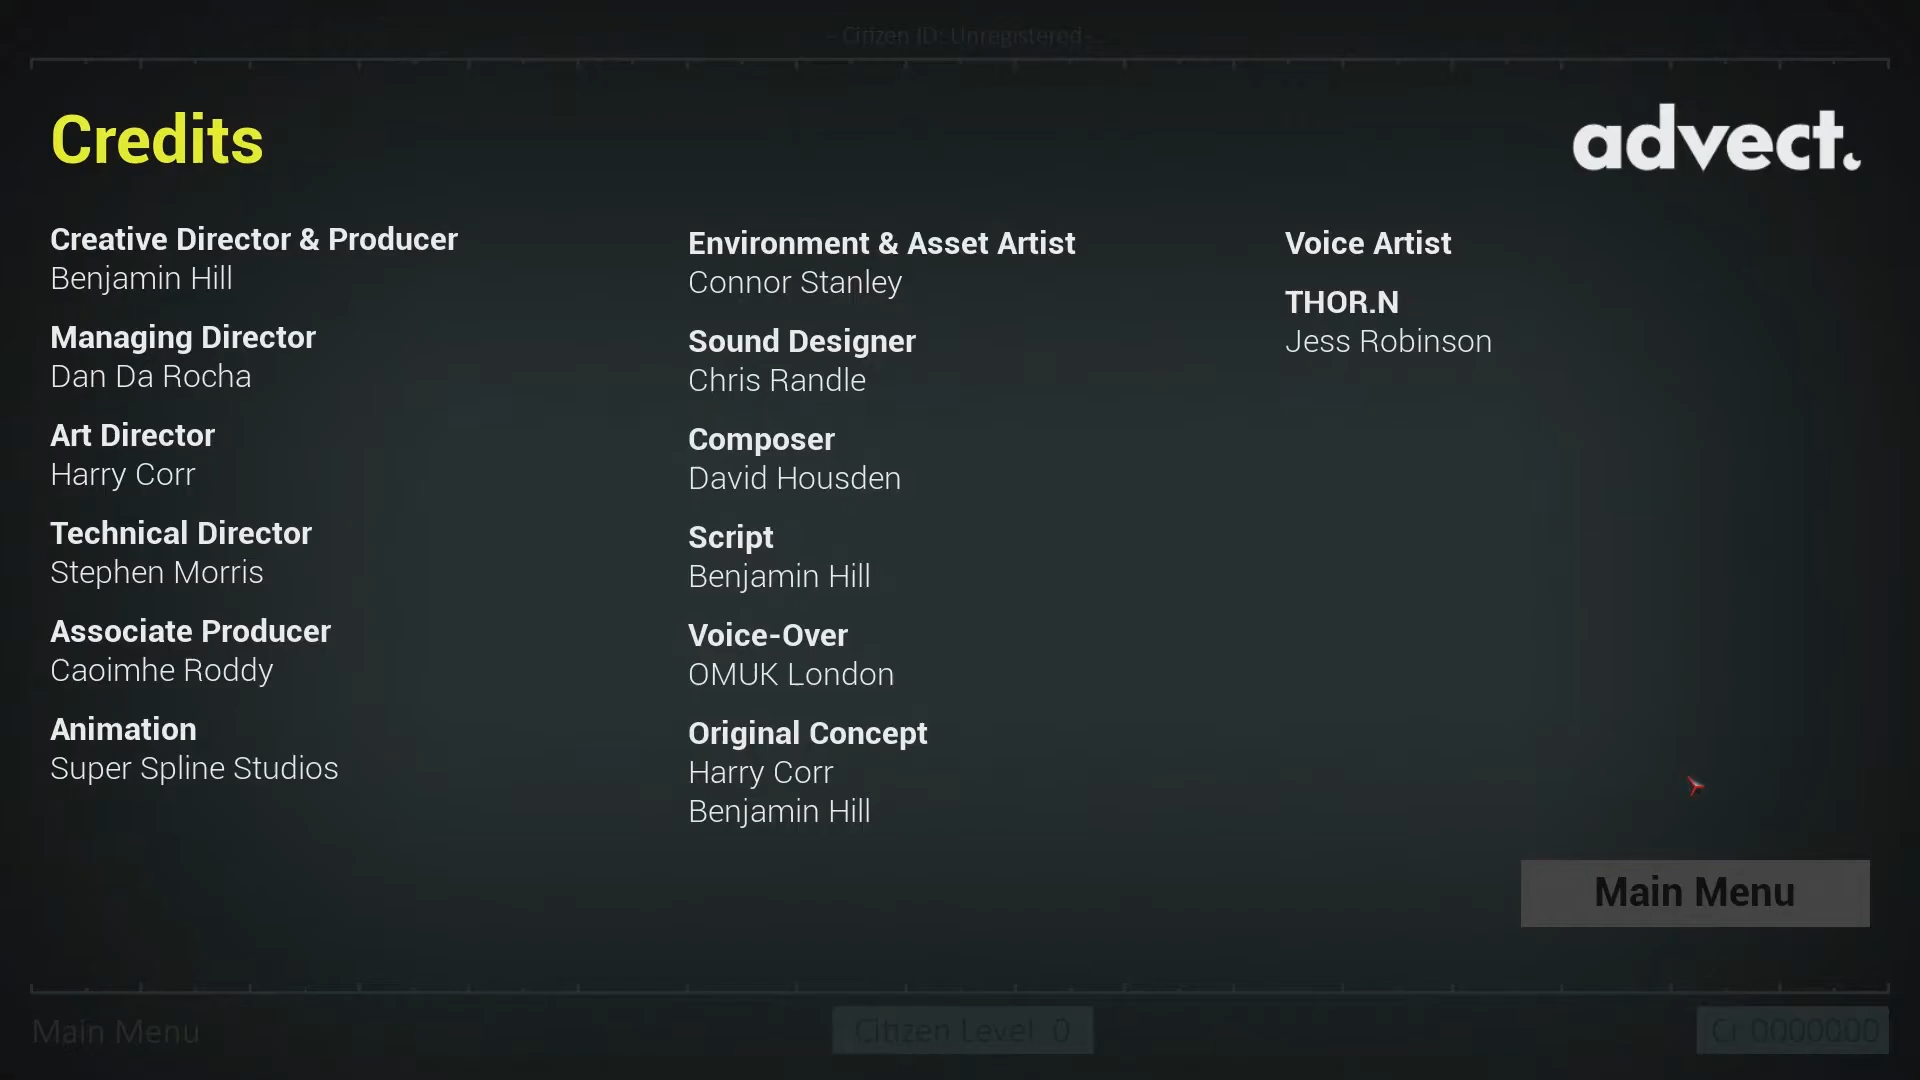 - Citizen ID: Unregistered -
Credits
advect.
Creative Director & Producer
Benjamin Hill
Managing Director
Dan Da Rocha
Art Director
Harry Corr
Technical Director
Stephen Morris
Associate Producer
Caoimhe Roddy
Animation
Super Spline Studios
Environment & Asset Artist
Connor Stanley
Sound Designer
Chris Randle
Composer
David Housden
Script
Benjamin Hill
Voice-Over
OMUK London
Original Concept
Harry Corr
Benjamin Hill
Voice Artist
THOR.N
Jess Robinson
Main Menu
Main Menu
Citizen Level 0
Cr 0000000